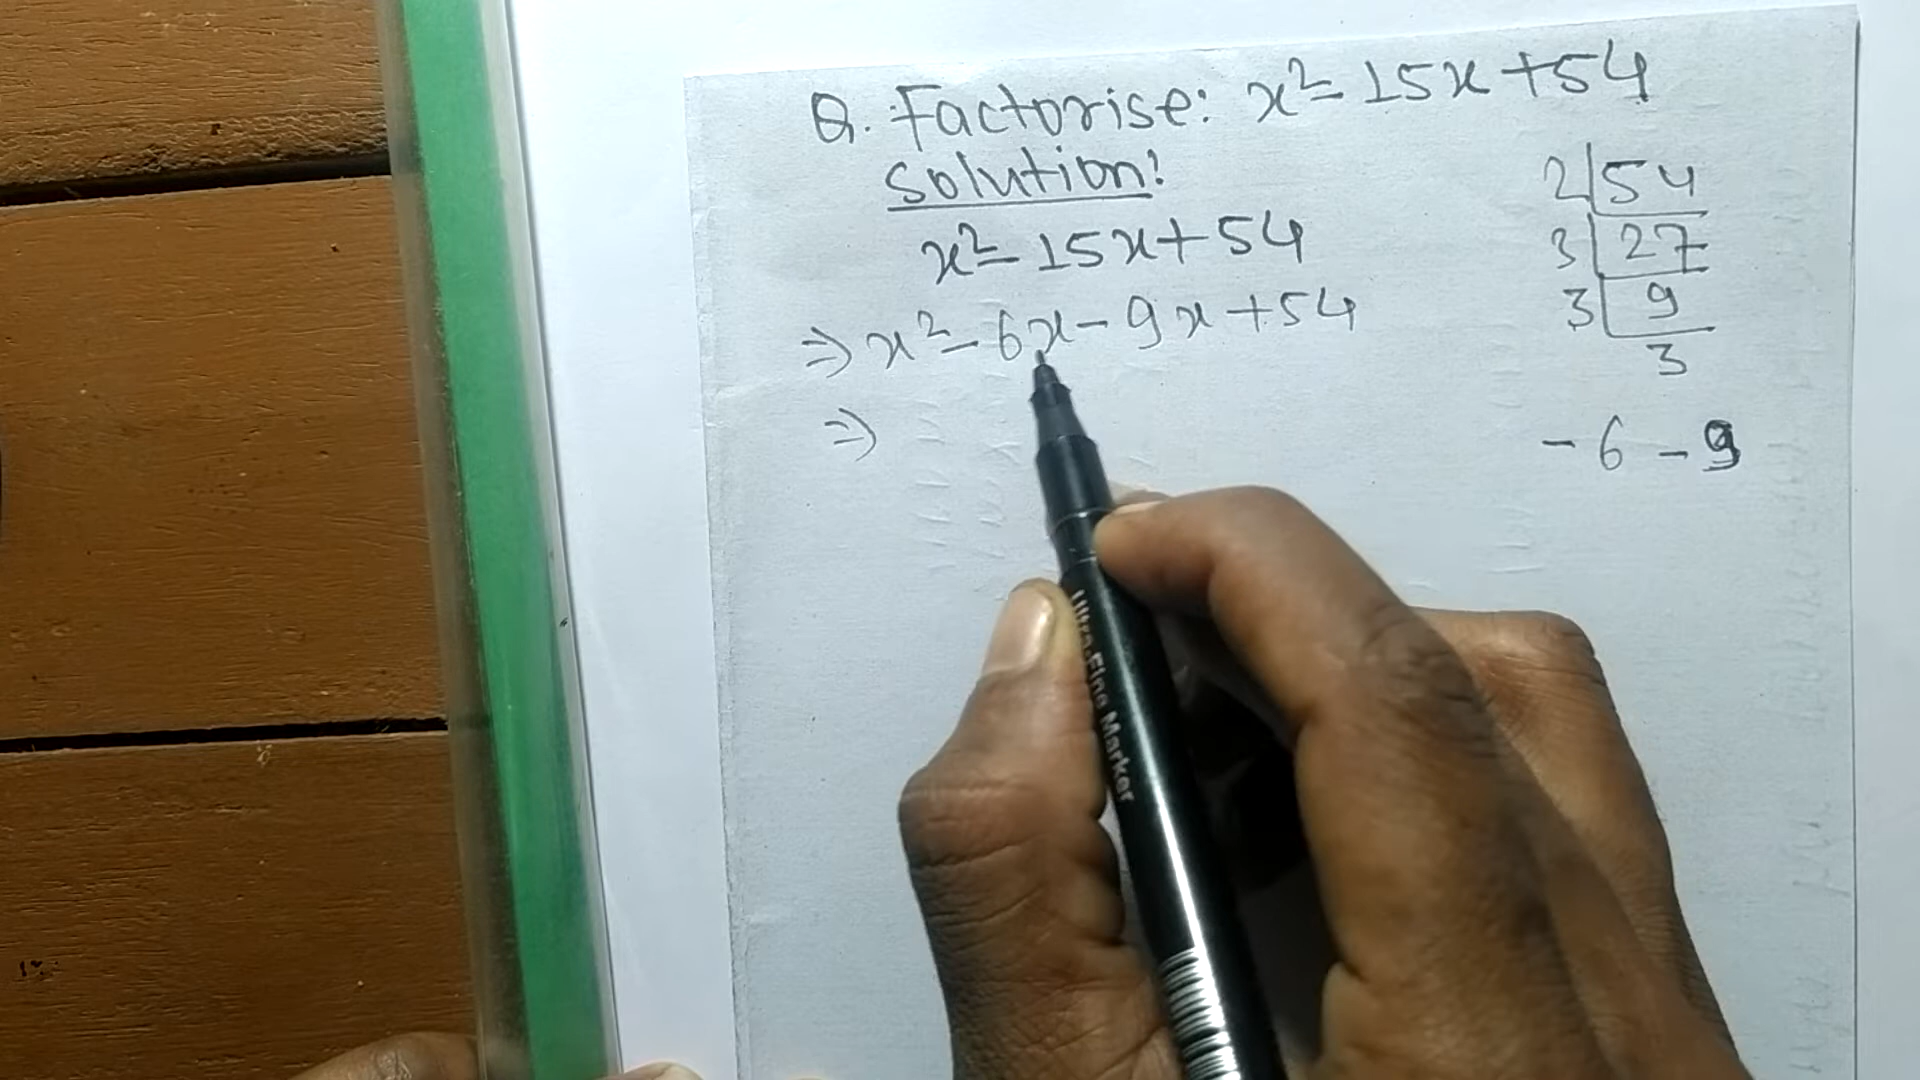 Q. Factorise: x² - 15x + 54
Solution:
x² - 15x + 54
⇒ x² - 6x - 9x + 54
⇒
2 54
3 27
3 9
3
- 6 - 9
Ultra Fine Marker